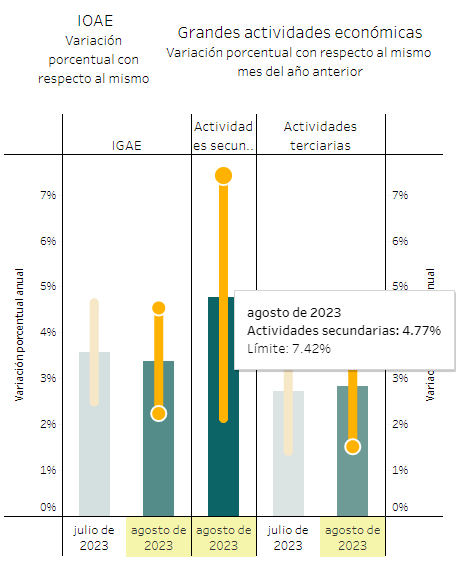 IOAE
Variación
porcentual con
respecto al mismo
Grandes actividades económicas
Variación porcentual con respecto al mismo
mes del año anterior
IGAE
Actividad
es secun..
Actividades
terciarias
Variación porcentual anual
7%
6%
5%
4%
3%
2%
1%
0%
7%
6%
5%
3%
2%
1%
0%
agosto de 2023
Actividades secundarias: 4.77%
Límite: 7.42%
julio de
2023
agosto de
2023
agosto de
2023
julio de
2023
agosto de
2023